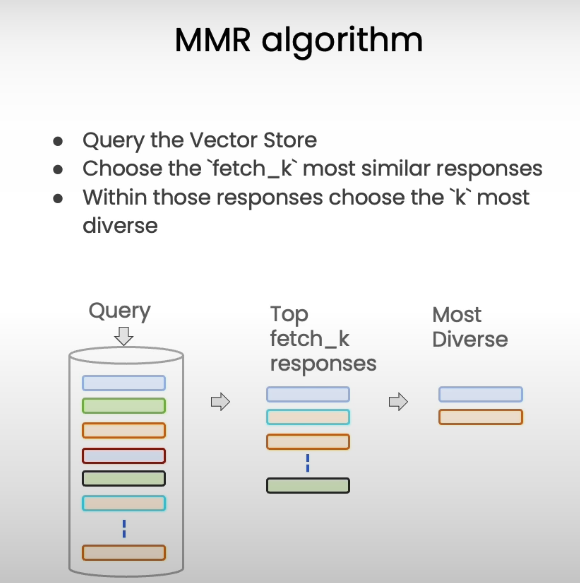 MMR algorithm
● Query the Vector Store
● Choose the `fetch_k` most similar responses
● Within those responses choose the `k` most
diverse
Query
Top
fetch_k
responses
Most
Diverse